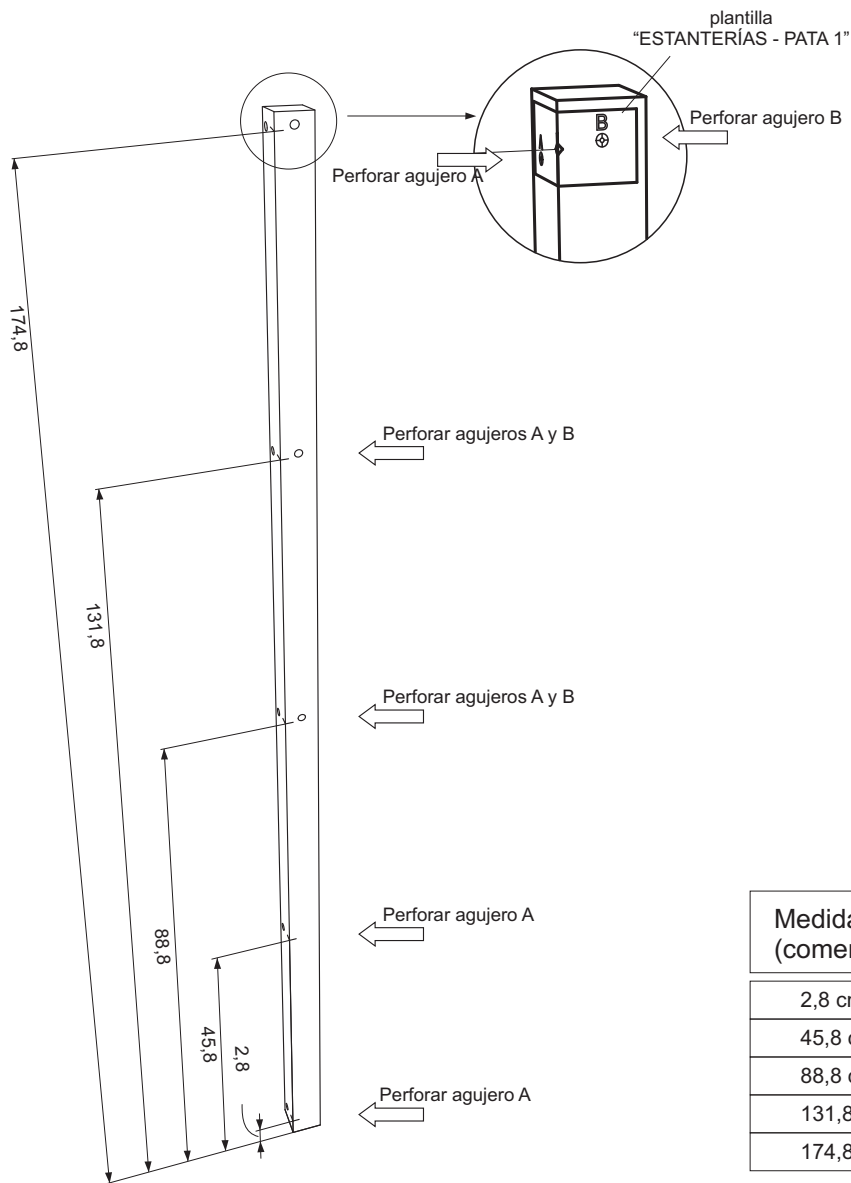 plantilla
“ESTANTERÍAS - PATA 1”
B
Perforar agujero B
A
Perforar agujero A
174,8
Perforar agujeros A y B
131,8
Perforar agujeros A y B
88,8
Perforar agujero A
45,8
2,8
Perforar agujero A
2,8
45,8
88,8
131,8
174,8